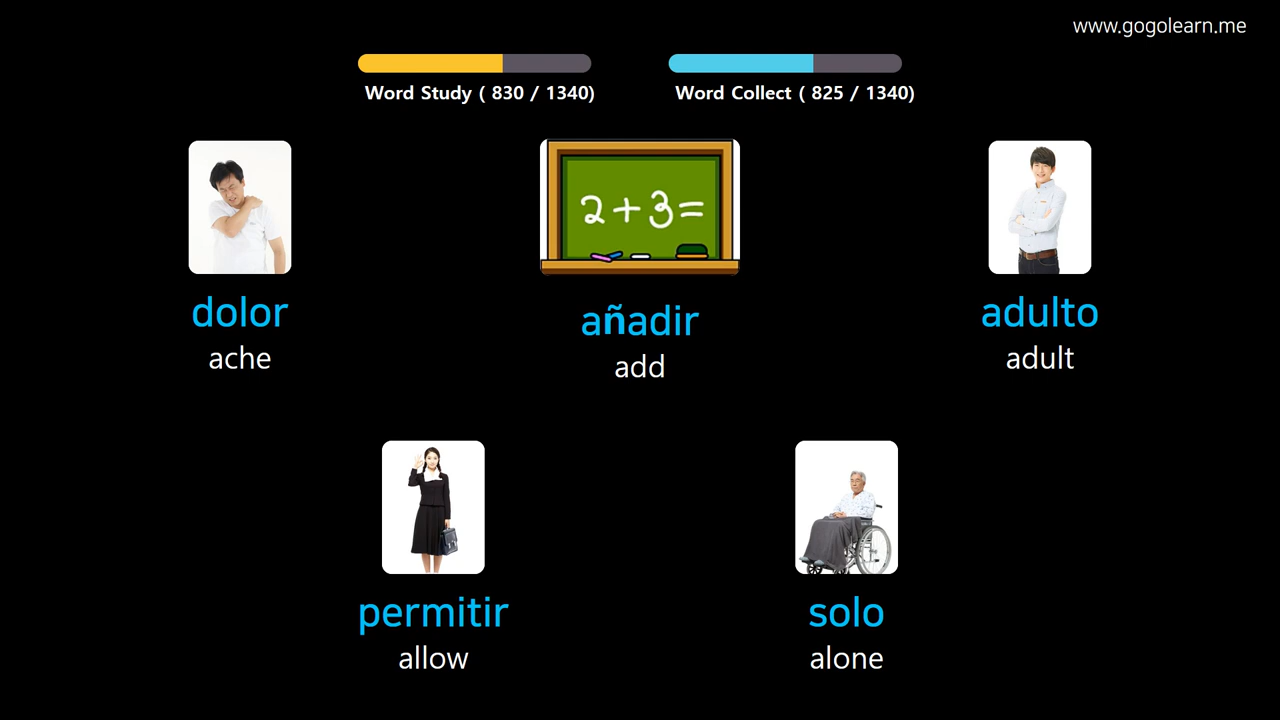 www.gogolearn.me
Word Study ( 830 / 1340)
Word Collect ( 825 / 1340)
2+3=
dolor
ache
añadir
add
adulto
adult
permitir
allow
solo
alone